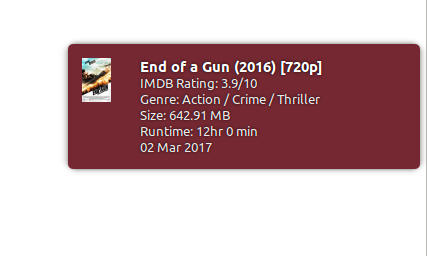 End of a Gun (2016) [720p]
IMDB Rating: 3.9/10
Genre: Action / Crime / Thriller
Size: 642.91 MB
Runtime: 12hr 0 min
02 Mar 2017